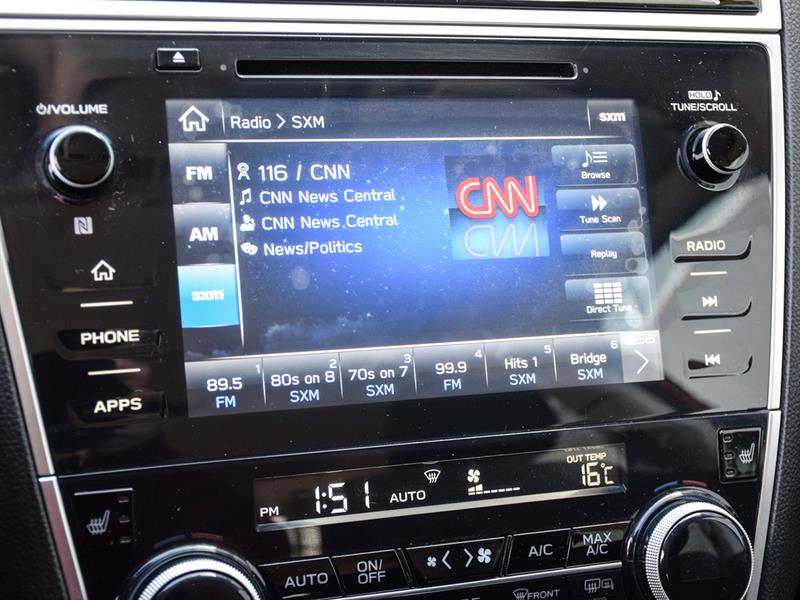 VOLUME
HOLD
TUNE/SCROLL
Radio > SXM
sxm
FM
116 / CNN
CNN
Browse
CNN News Central
Tune Scan
AM
CNN News Central
News/Politics
Replay
RADIO
sxm
Direct Tune
PHONE
APPS
1
89.5
FM
2
80s on 8
SXM
3
70s on 7
SXM
4
99.9
FM
5
Hits 1
SXM
6
Bridge
SXM
OUT TEMP
16°C
PM 1:51 AUTO
AUTO
ON/OFF
A/C
MAX A/C
FRONT